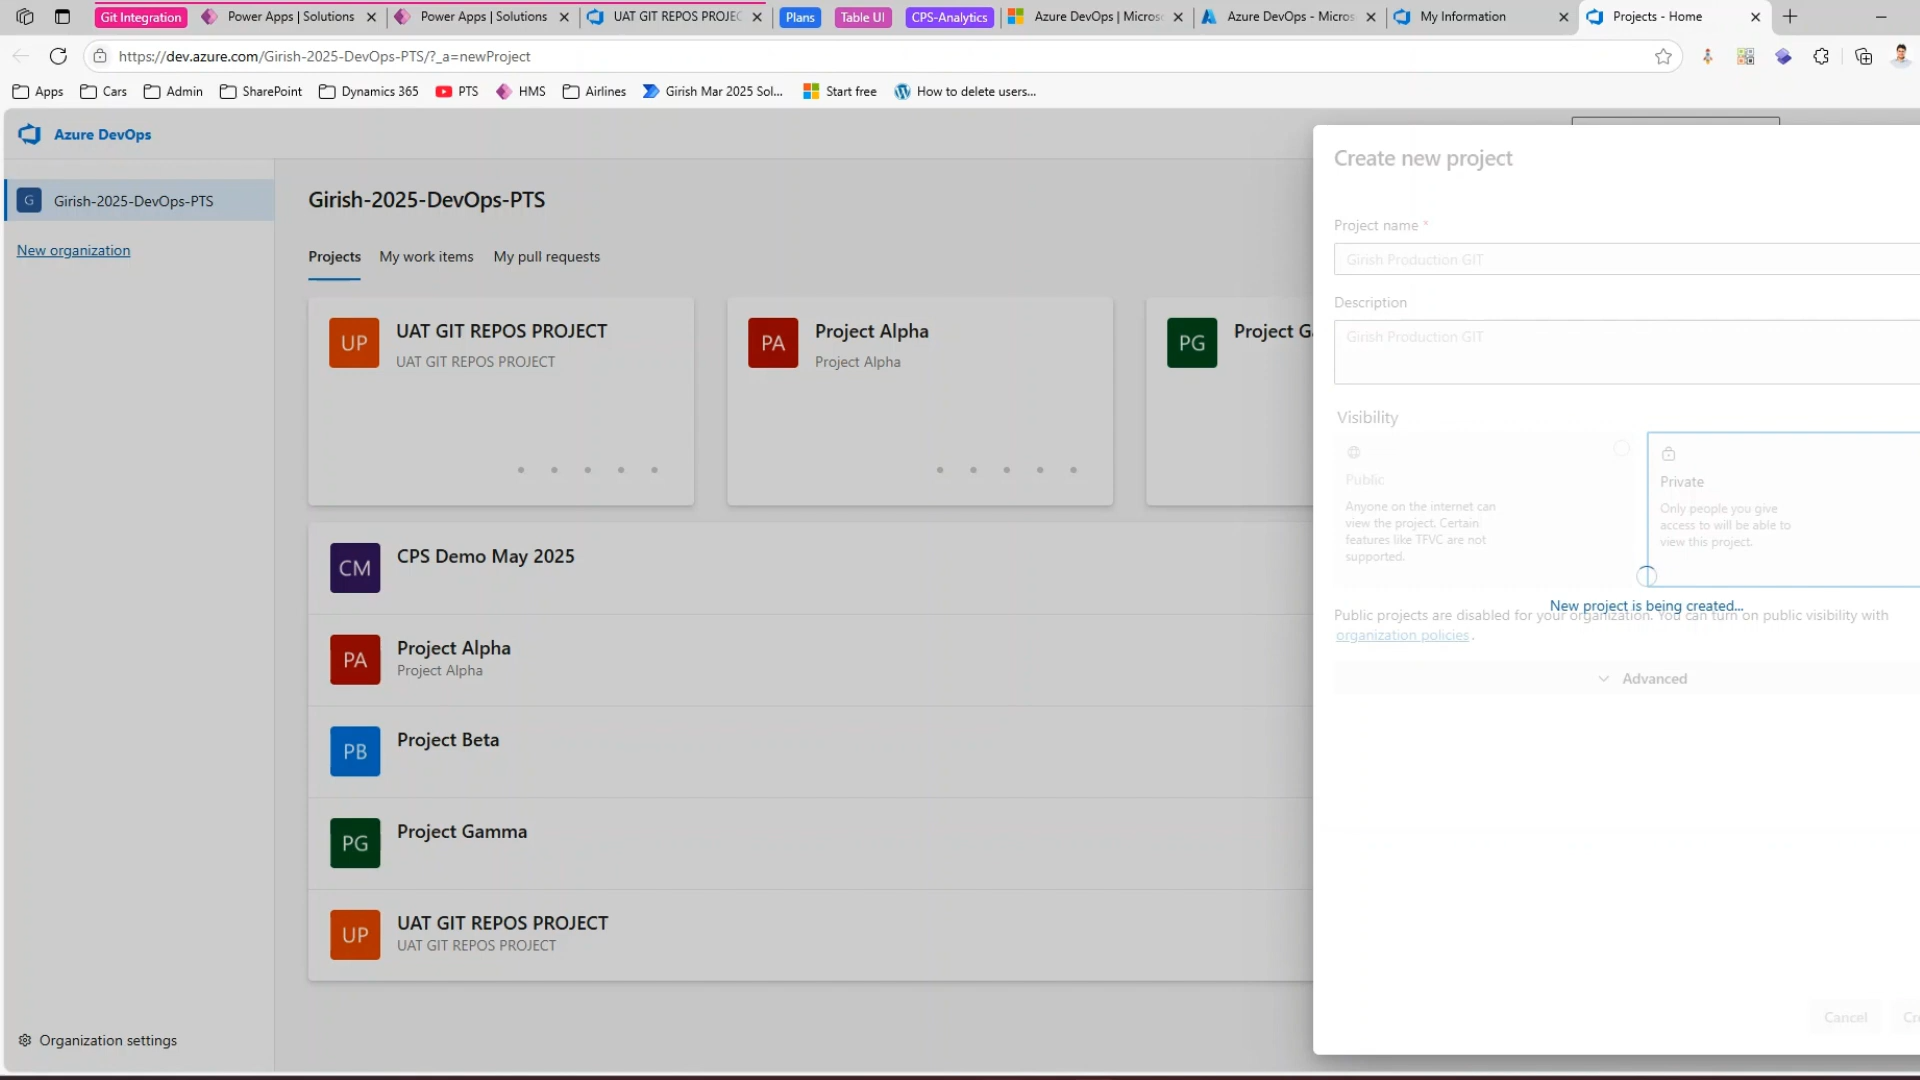 Git Integration
Power Apps | Solutions
Power Apps | Solutions
UAT GIT REPOS PROJEC
Plans
Table UI
CPS-Analytics
Azure DevOps | Microso
Azure DevOps - Micros
My Information
Projects - Home
https://dev.azure.com/Girish-2025-DevOps-PTS/?_a=newProject
Apps
Cars
Admin
SharePoint
Dynamics 365
PTS
HMS
Airlines
Girish Mar 2025 Sol...
Start free
How to delete users...
Azure DevOps
G
Girish-2025-DevOps-PTS
New organization
Girish-2025-DevOps-PTS
Projects
My work items
My pull requests
UP
UAT GIT REPOS PROJECT
UAT GIT REPOS PROJECT
PA
Project Alpha
Project Alpha
PG
Project Ga
CM
CPS Demo May 2025
PA
Project Alpha
Project Alpha
PB
Project Beta
PG
Project Gamma
UP
UAT GIT REPOS PROJECT
UAT GIT REPOS PROJECT
Organization settings
Create new project
Project name *
Girish Production GIT
Description
Girish Production GIT
Visibility
Public
Anyone on the internet can
view the project. Certain
features like TFVC are not
supported.
Private
Only people you give
access to will be able to
view this project.
New project is being created...
Public projects are disabled for your organization. You can turn on public visibility with
organization policies.
Advanced
Cancel
Cre